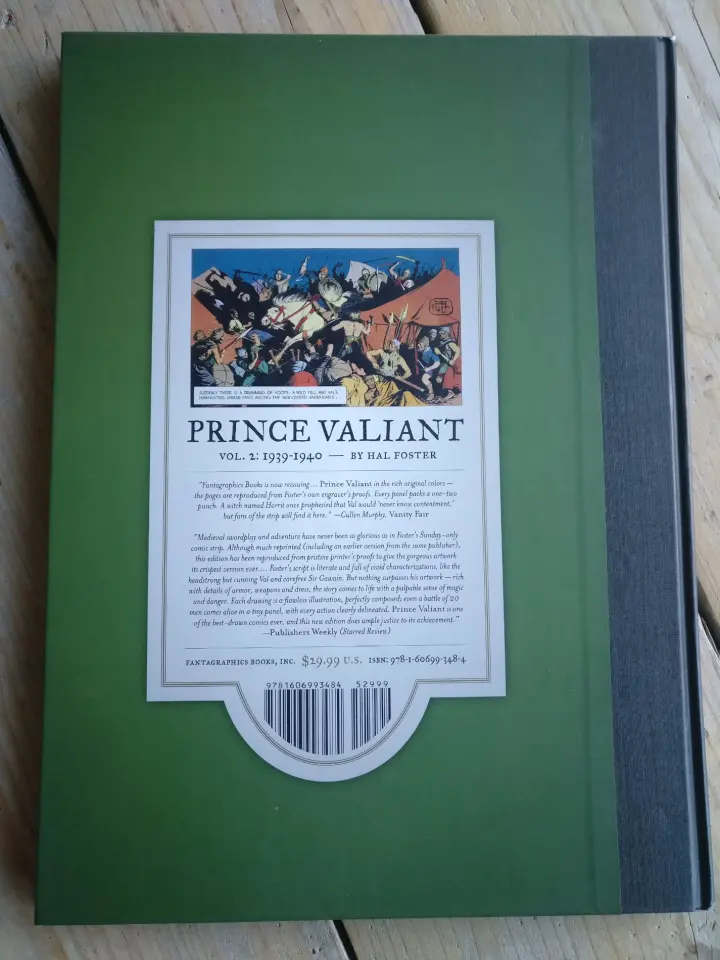 SUDDENLY THERE IS A DRUMMING OF HOOFS, A WILD YELL AND VAL'S
PRINCE VALIANT
VOL. 2: 1939-1940 — BY HAL FOSTER
"Fantagraphics Books is now reissuing... Prince Valiant in the rich original colors —
the pages are reproduced from Foster's own engraver's proofs. Every panel packs a one-two
punch. A witch named Horrit once prophesied that Val would 'never know contentment,'
but fans of the strip will find it here." —Cullen Murphy, Vanity Fair
"Medieval swordplay and adventure have never been as glorious as in Foster's Sunday-only
comic strip. Although much reprinted (including an earlier version from the same publisher),
this edition has been reproduced from pristine printer's proofs to give the gorgeous artwork
its crispest version ever.... Foster's script is literate and full of vivid characterizations, like the
headstrong but cunning Val and carefree Sir Gawain. But nothing surpasses his artwork — rich
with details of armor, weapons and dress, the story comes to life with a palpable sense of magic
and danger. Each drawing is a flawless illustration, perfectly composed; even a battle of 20
men comes alive in a tiny panel, with every action clearly delineated. Prince Valiant is one
of the best-drawn comics ever, and this new edition does ample justice to its achievement."
—Publishers Weekly (Starred Review)
FANTAGRAPHICS BOOKS, INC. $29.99 U.S. ISBN: 978-1-60699-348-4
9781606993484 52999